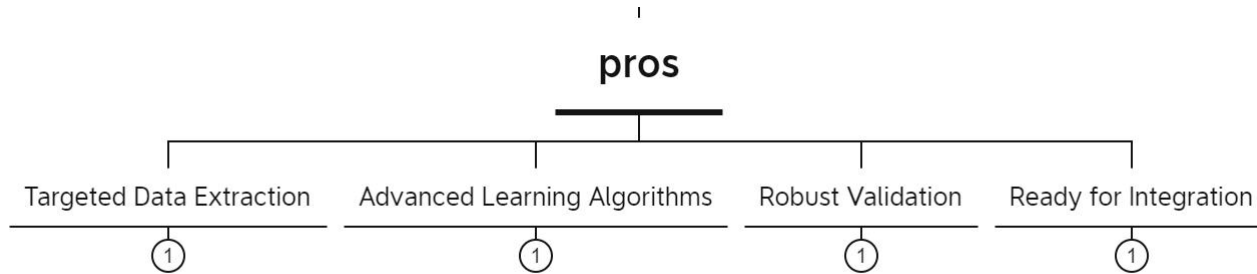 pros
Targeted Data Extraction
Advanced Learning Algorithms
Robust Validation
Ready for Integration
1
1
1
1